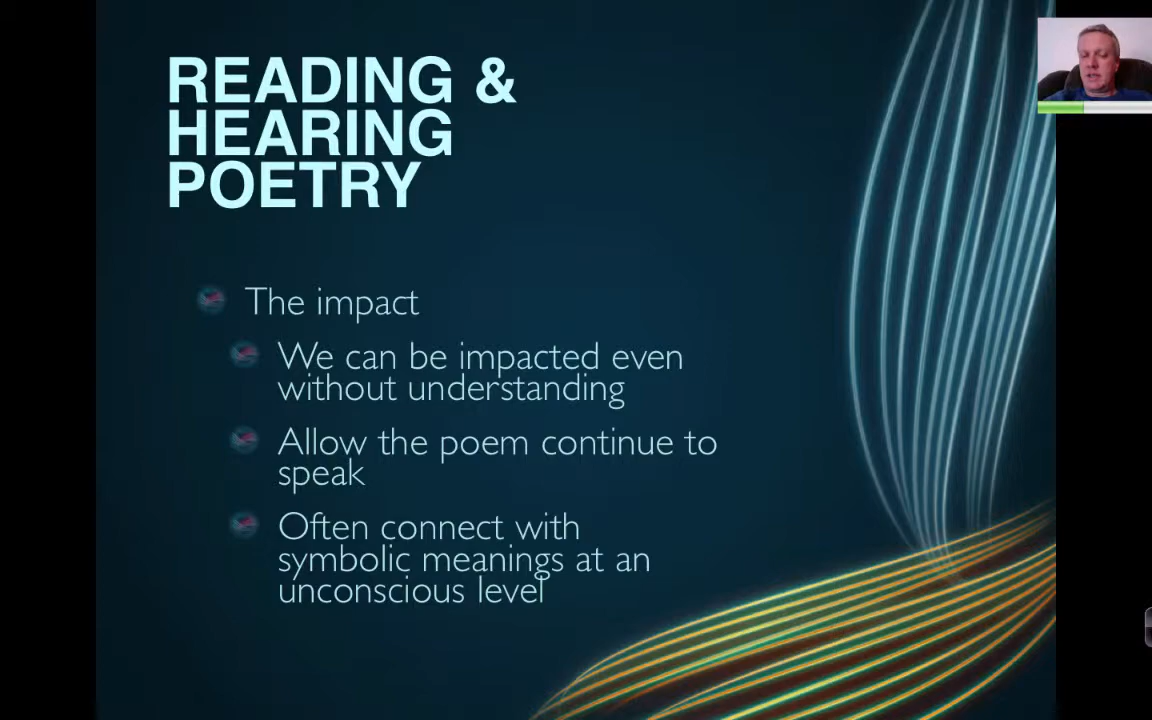 READING &
HEARING
POETRY
The impact
We can be impacted even
without understanding
Allow the poem continue to
speak
Often connect with
symbolic meanings at an
unconscious level